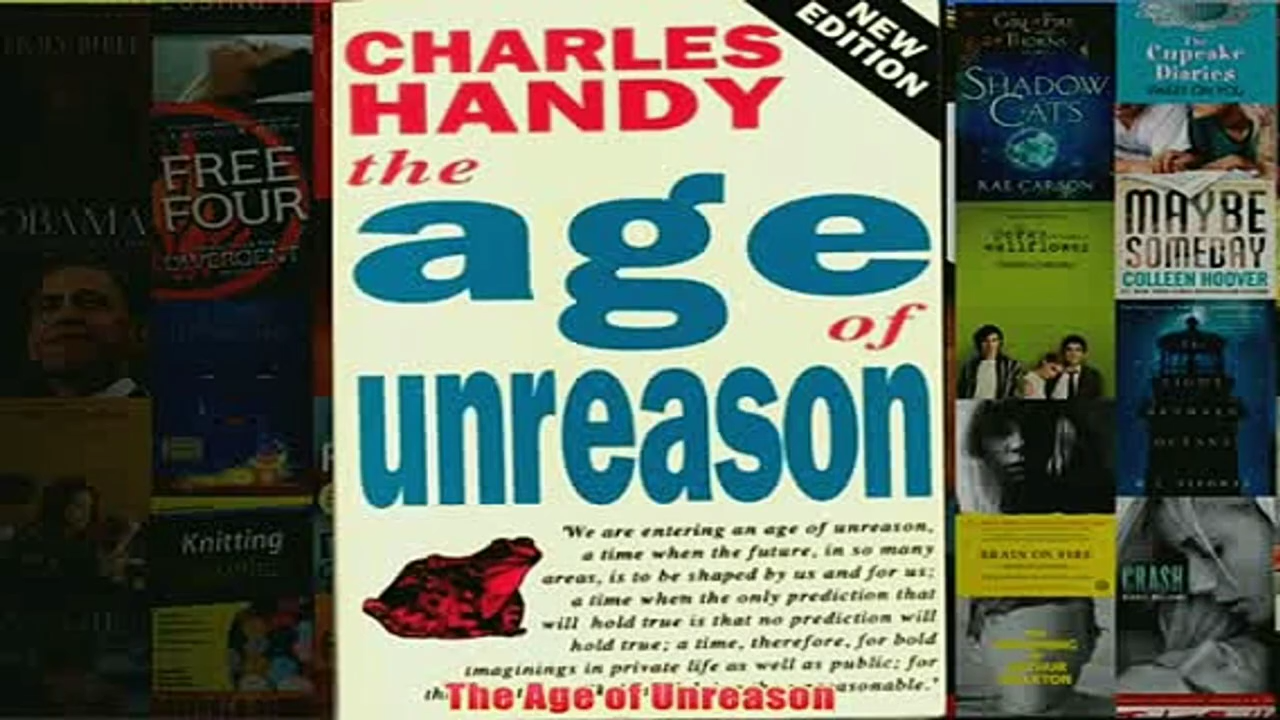 CHARLES
HANDY
the
age
of
unreason
NEW
EDITION
'We are entering an age of unreason,
a time when the future, in so many
areas, is to be shaped by us and for us;
a time when the only prediction that
will hold true is that no prediction will
hold true; a time, therefore, for bold
imaginings in private life as well as public; for
The Age of Unreason
OBAMA
FREE
FOUR
DIVERGENT
Knitting
SHADOW
CATS
RAE CARSON
The
Cupcake
Diaries
MAYBE
SOMEDAY
COLLEEN HOOVER
wallflower
BRAIN ON FIRE
CRASH